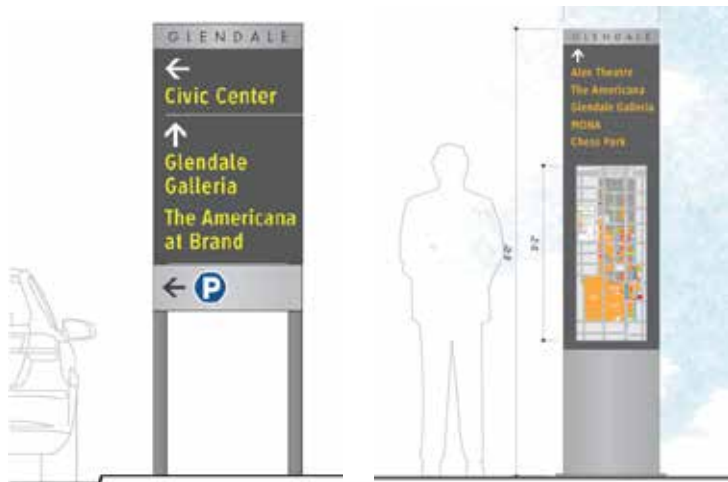 GLENDALE
←
Civic Center
↑
Glendale
Galleria
The Americana
at Brand
← P
GLENDALE
↑
Alex Theatre
The Americana
Glendale Galleria
MONA
Chess Park